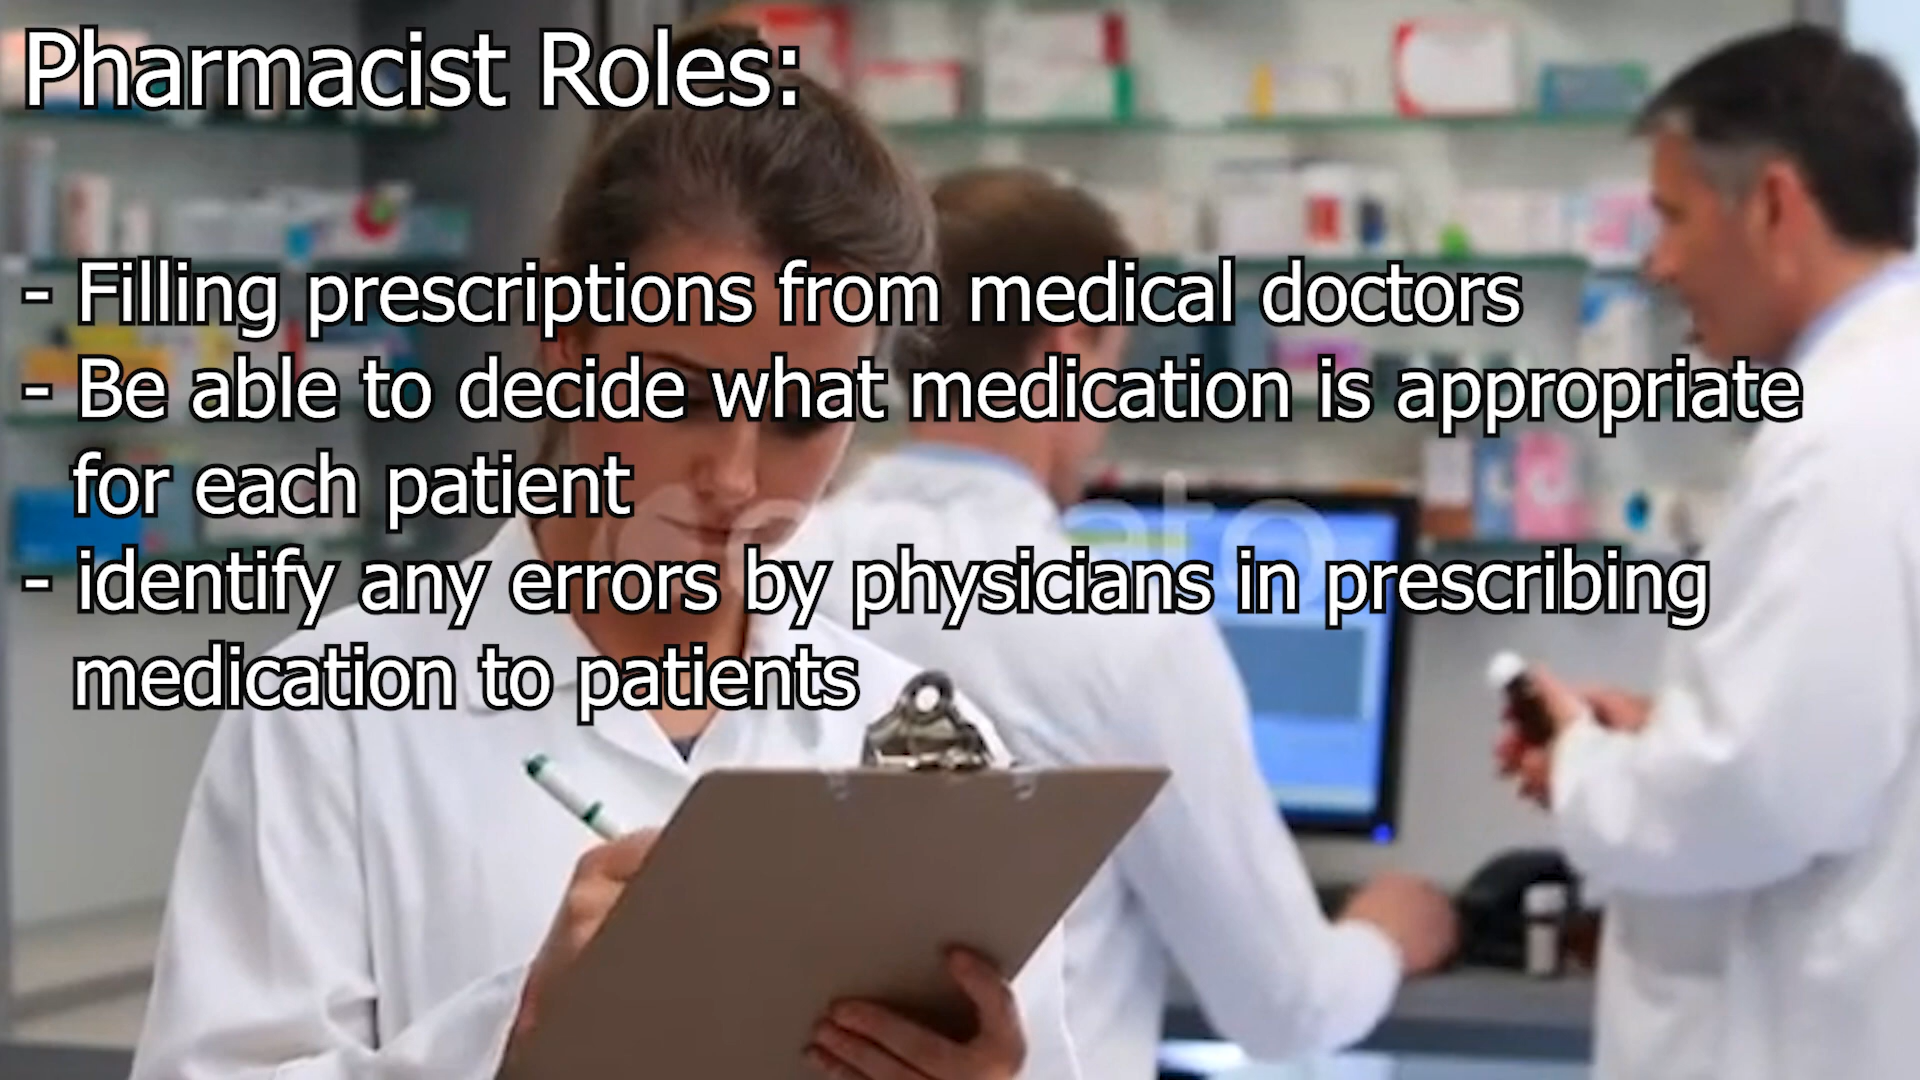 Pharmacist Roles:
- Filling prescriptions from medical doctors
- Be able to decide what medication is appropriate
for each patient
- identify any errors by physicians in prescribing
medication to patients
envato